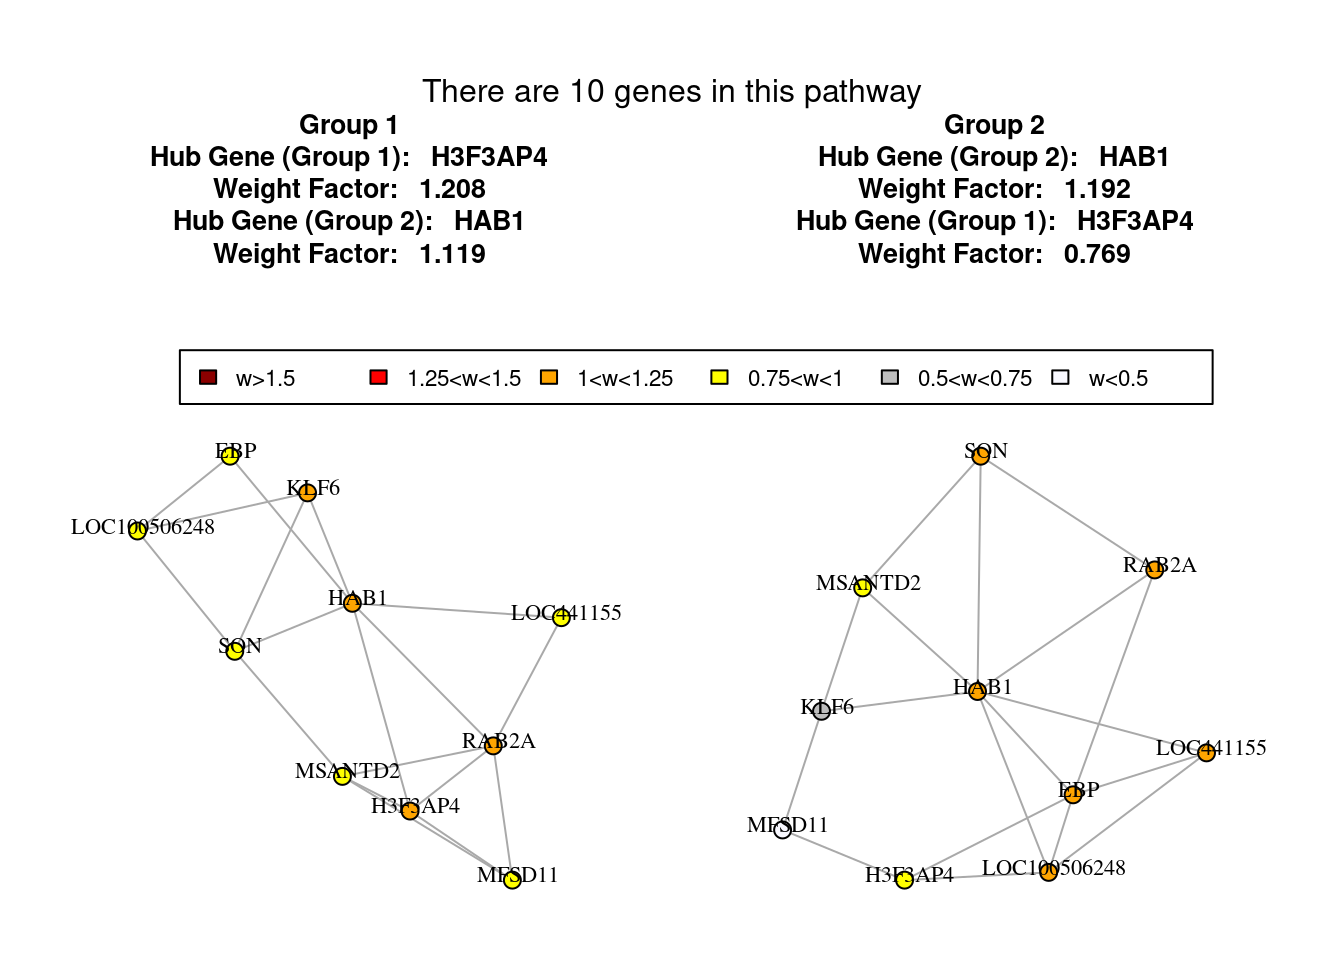 There are 10 genes in this pathway
Group 1
Hub Gene (Group 1): H3F3AP4
Weight Factor: 1.208
Hub Gene (Group 2): HAB1
Weight Factor: 1.119
Group 2
Hub Gene (Group 2): HAB1
Weight Factor: 1.192
Hub Gene (Group 1): H3F3AP4
Weight Factor: 0.769
w>1.5
1.25<w<1.5
1<w<1.25
0.75<w<1
0.5<w<0.75
w<0.5
EBP
KLF6
LOC100506248
HAB1
LOC441155
SON
RAB2A
MSANTD2
H3F3AP4
MFSD11
SON
RAB2A
MSANTD2
HAB1
KLF6
LOC441155
EBP
MFSD11
LOC100506248
H3F3AP4